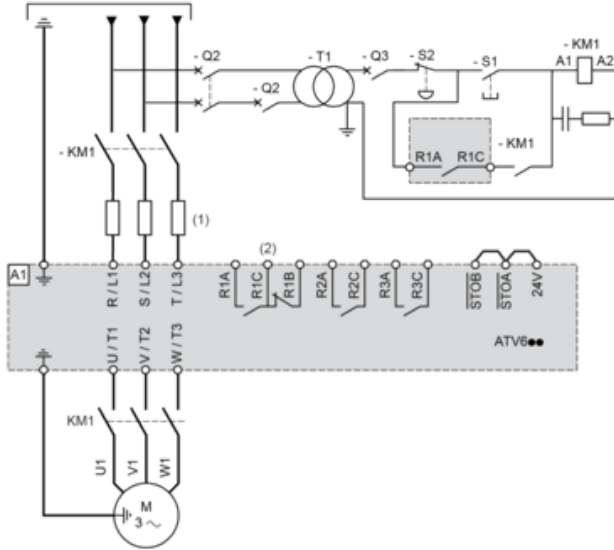 - Q2
- T1
- Q3
- S2
- S1
- KM1
A1
A2
- Q2
- KM1
R1A
R1C
- KM1
(1)
(2)
A1
R / L1
S / L2
T / L3
R1A
R1C
R1B
R2A
R2C
R3A
R3C
STOB
STOA
24V
U / T1
V / T2
W / T3
ATV6●●
KM1
U1
V1
W1
M
3 ~